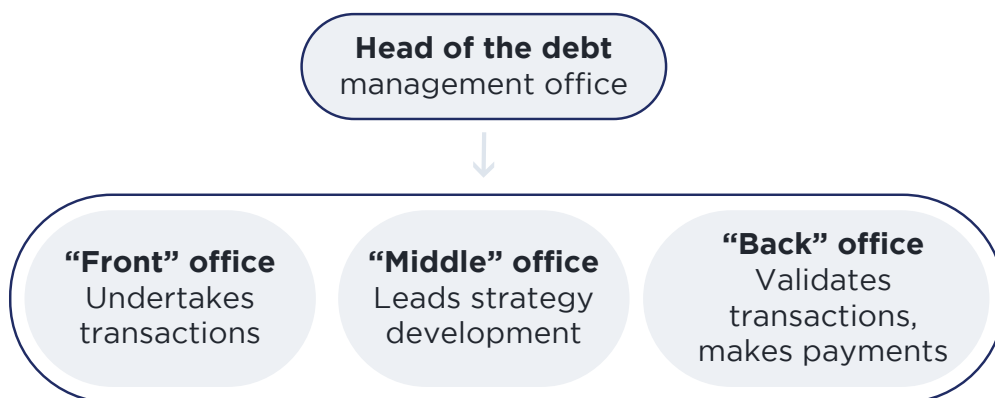 Head of the debt
management office
“Front” office
Undertakes
transactions
“Middle” office
Leads strategy
development
“Back” office
Validates
transactions,
makes payments